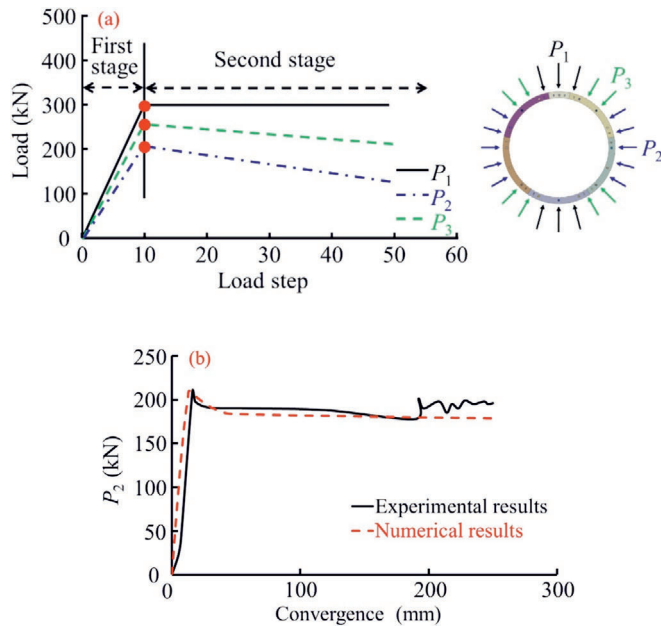 (a)
500
400
300
200
100
0
Load (kN)
First stage
Second stage
P1
P2
P3
0 10 20 30 40 50 60
Load step
P1
P3
P2
(b)
250
200
150
100
50
0
P2 (kN)
Experimental results
Numerical results
0 100 200 300
Convergence (mm)